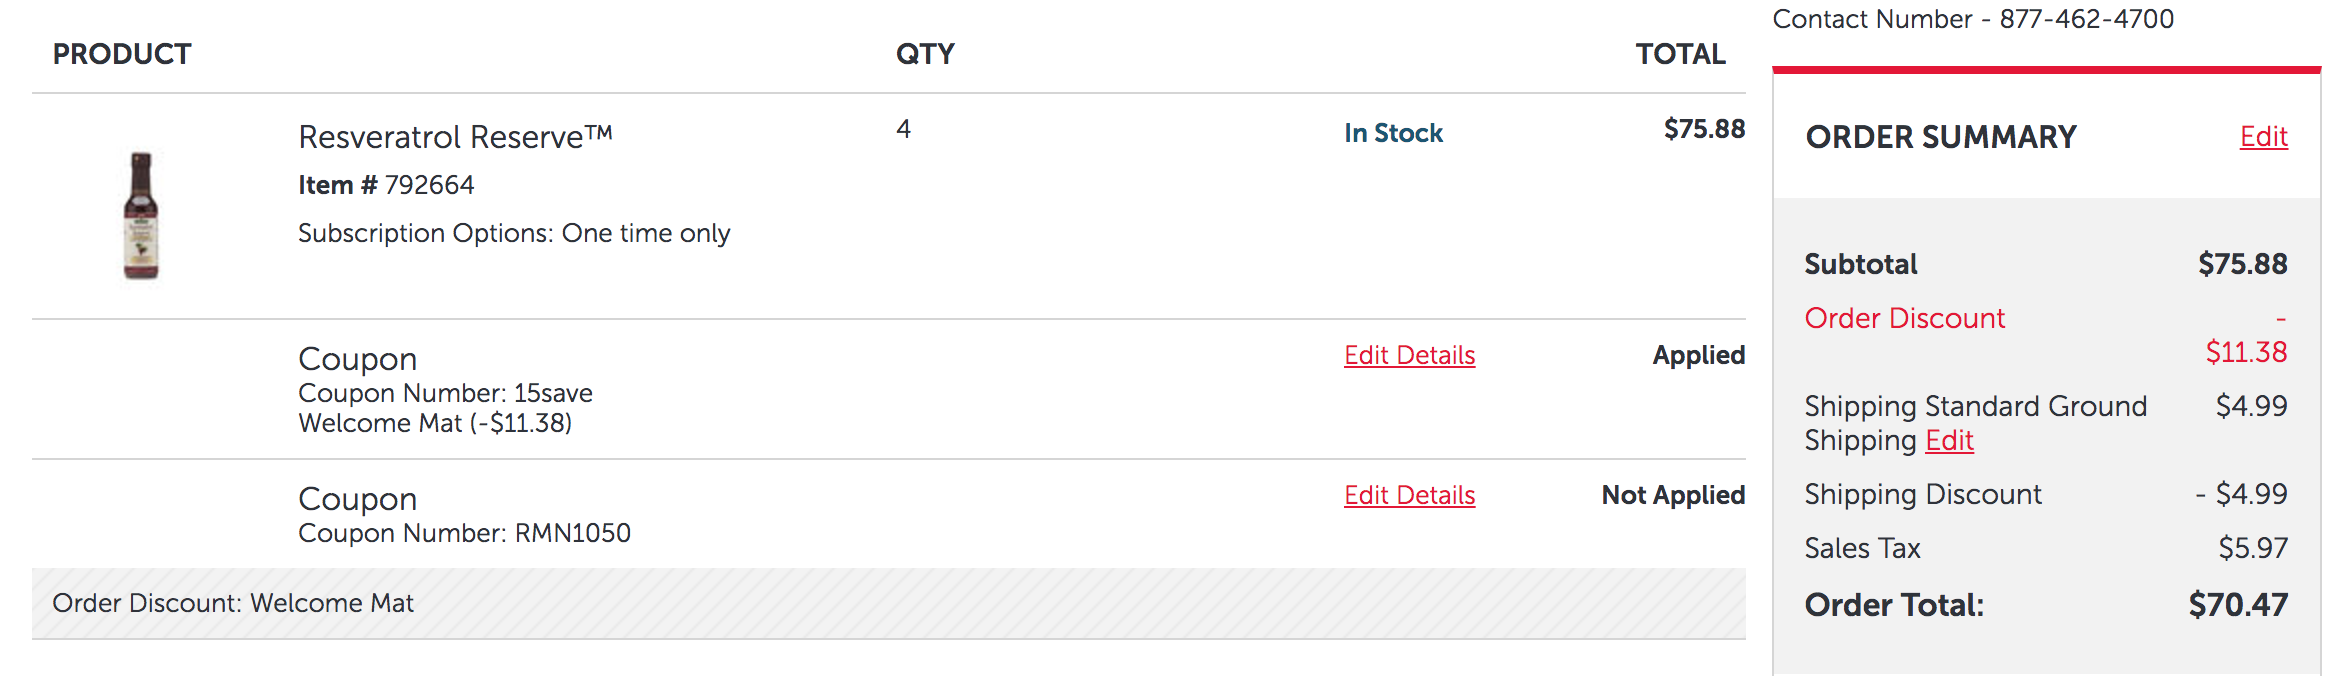 Contact Number - 877-462-4700
PRODUCT QTY TOTAL
Resveratrol Reserve™ 4 In Stock $75.88
Item # 792664
Subscription Options: One time only
Coupon Edit Details Applied
Coupon Number: 15save
Welcome Mat (-$11.38)
Coupon Edit Details Not Applied
Coupon Number: RMN1050
Order Discount: Welcome Mat
ORDER SUMMARY Edit
Subtotal $75.88
Order Discount -
$11.38
Shipping Standard Ground $4.99
Shipping Edit
Shipping Discount - $4.99
Sales Tax $5.97
Order Total: $70.47